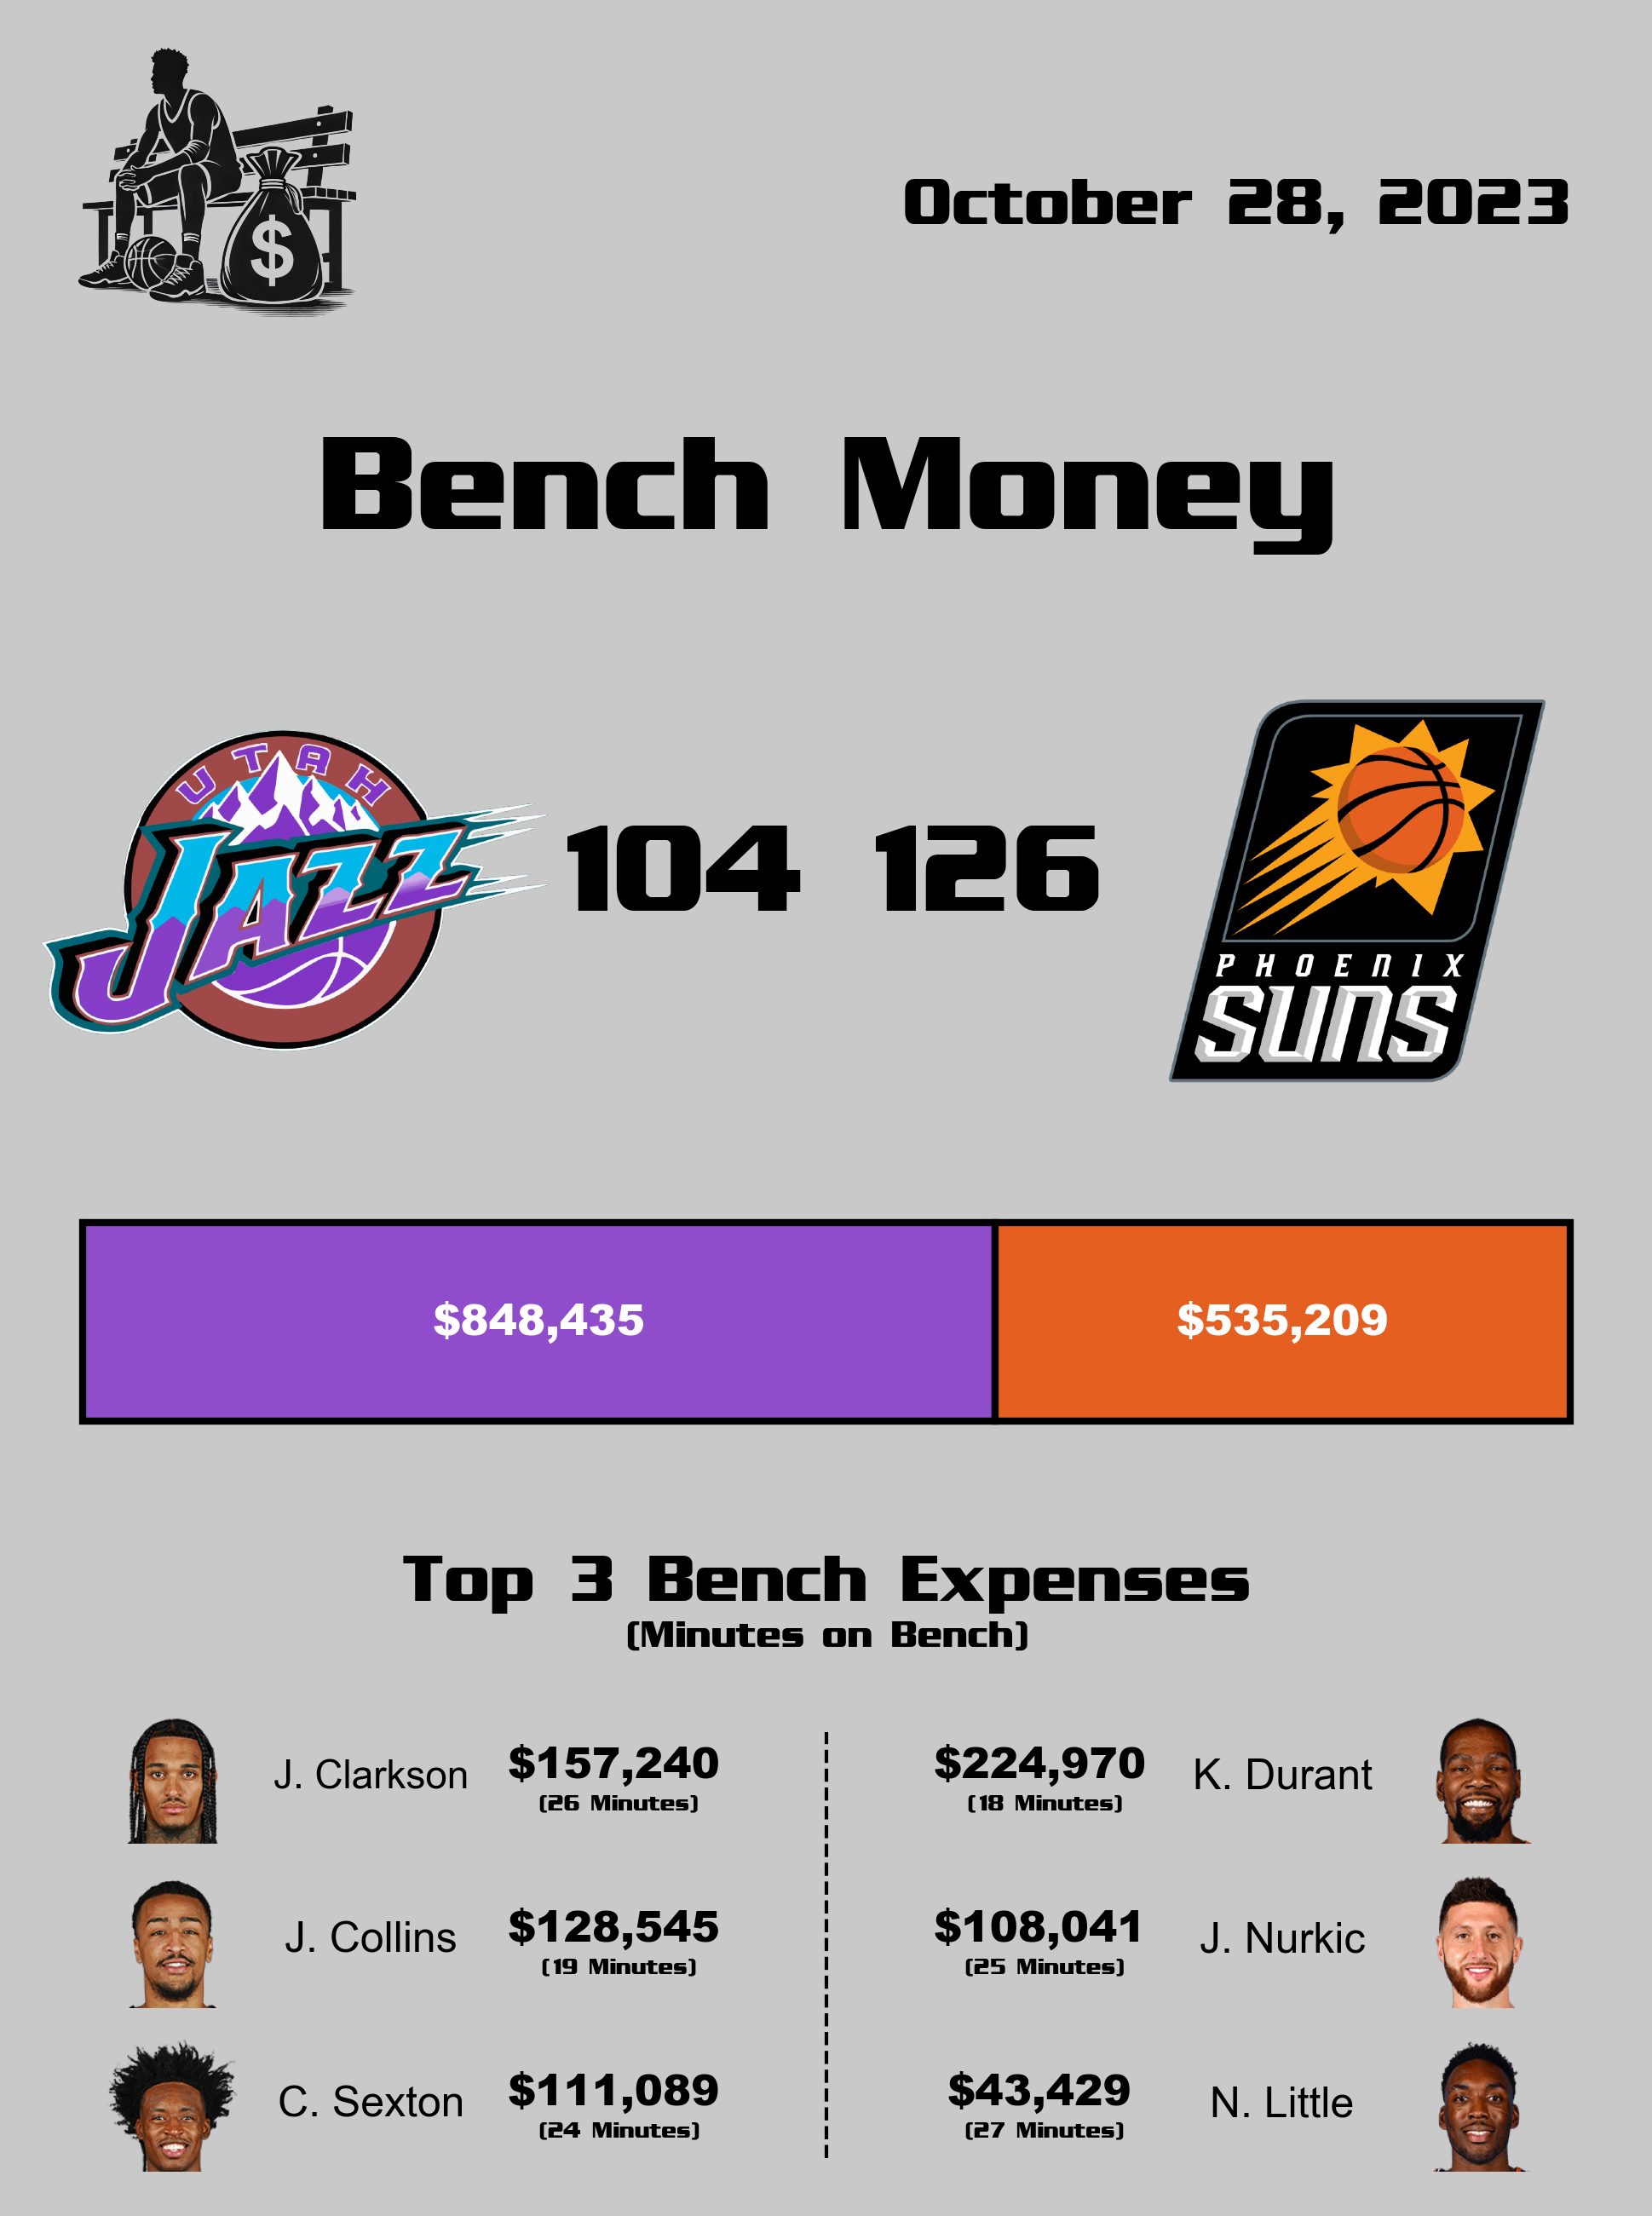 $
October 28, 2023
Bench Money
UTAH
JAZZ
104 126
PHOENIX
SUNS
$848,435 $535,209
Top 3 Bench Expenses
(Minutes on Bench)
J. Clarkson $157,240 $224,970 K. Durant
(26 Minutes) (18 Minutes)
J. Collins $128,545 $108,041 J. Nurkic
(19 Minutes) (25 Minutes)
C. Sexton $111,089 $43,429 N. Little
(24 Minutes) (27 Minutes)